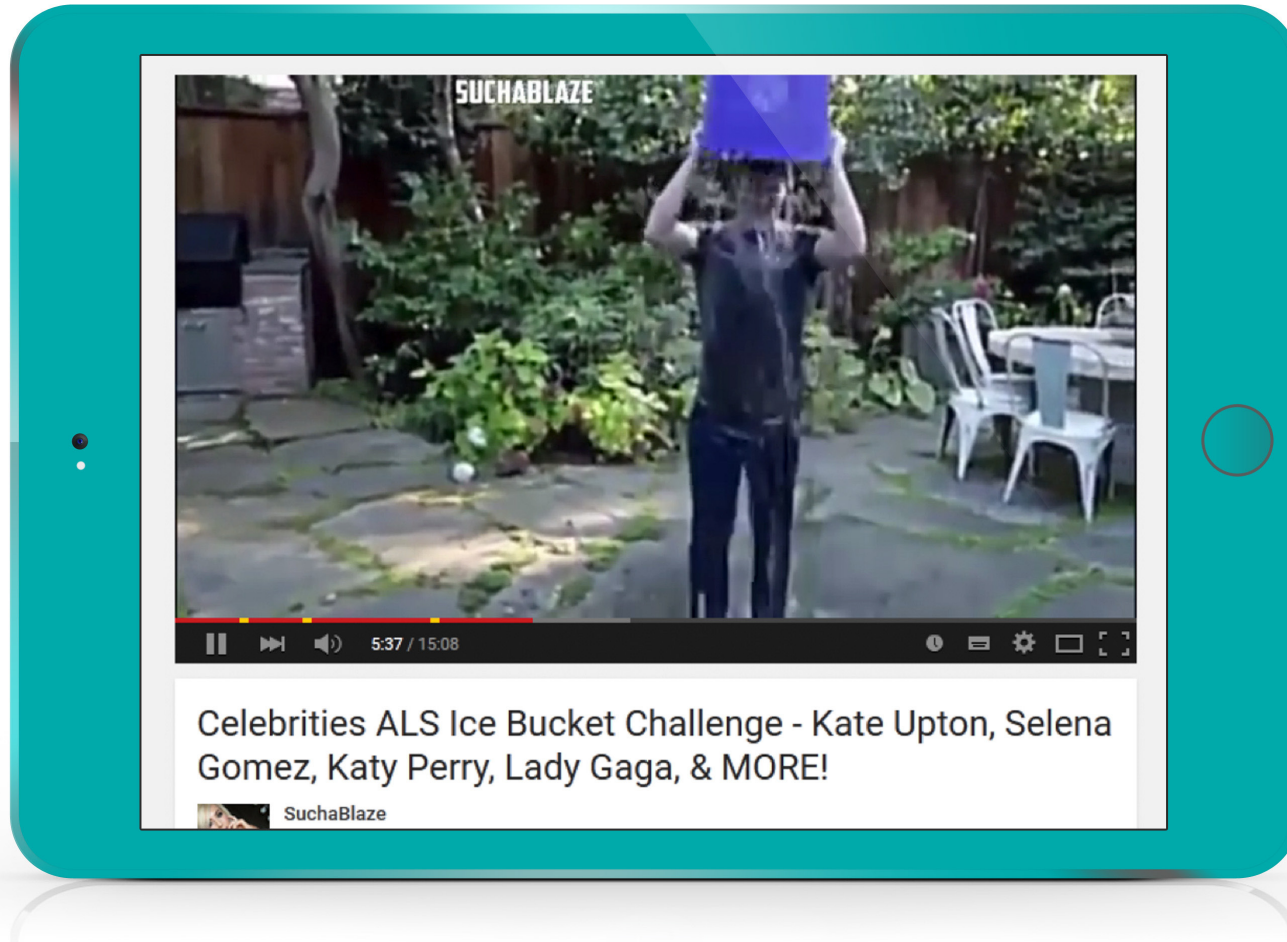 SUCHABLAZE
5:37 / 15:08
Celebrities ALS Ice Bucket Challenge - Kate Upton, Selena
Gomez, Katy Perry, Lady Gaga, & MORE!
SuchaBlaze